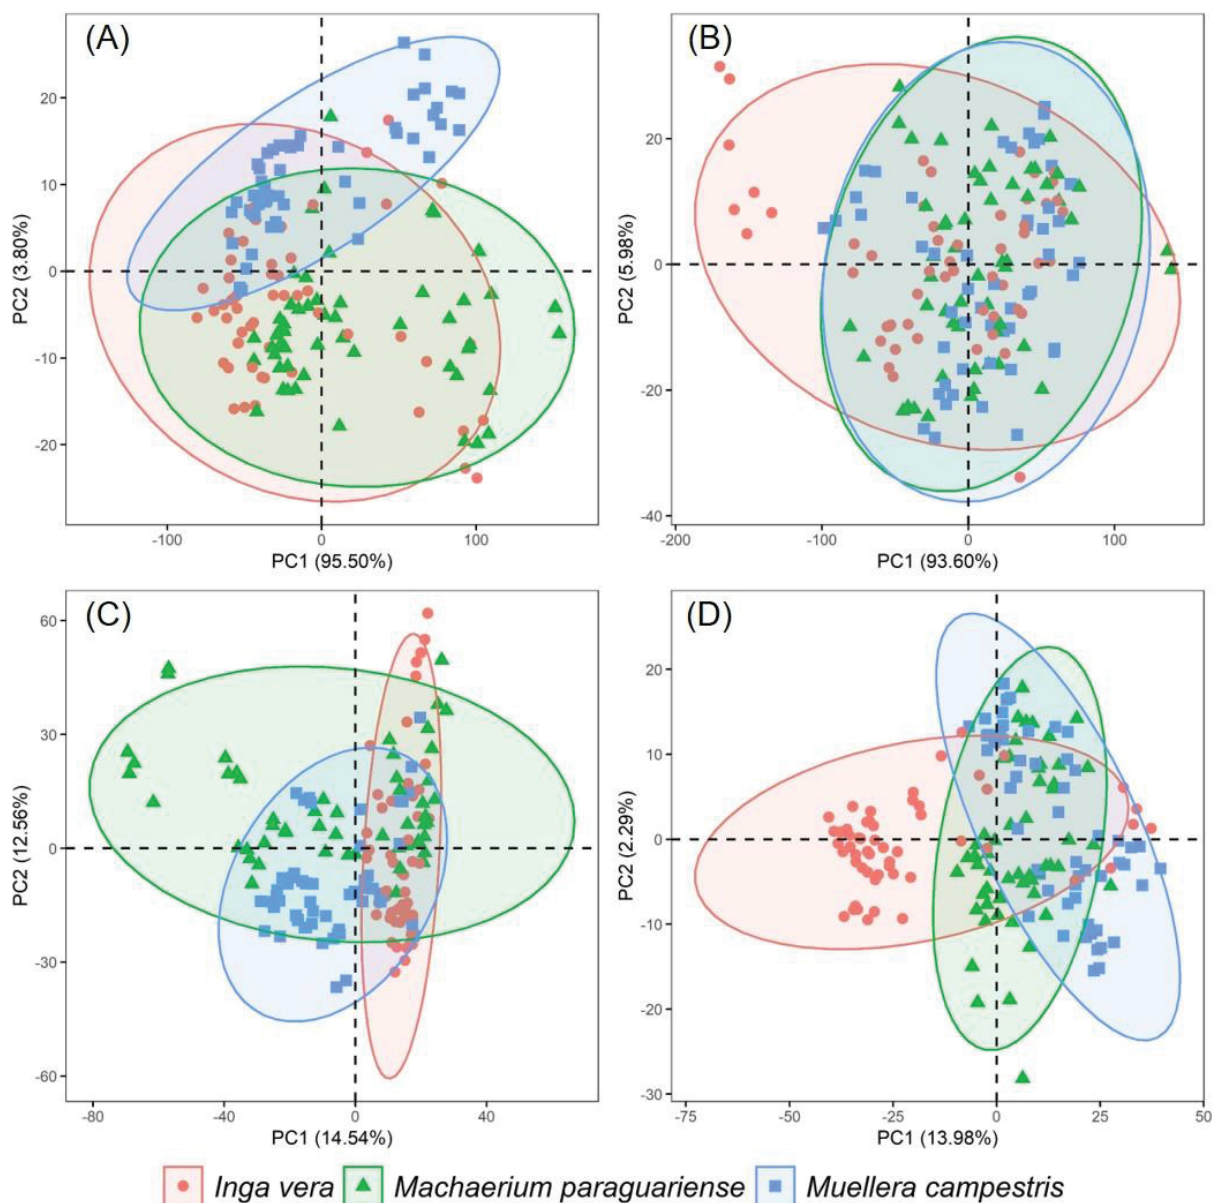 (A)
20
10
0
-10
-20
PC2 (3.80%)
-100
0
100
PC1 (95.50%)
(B)
20
0
-20
-40
PC2 (5.98%)
-200
-100
0
100
PC1 (93.60%)
(C)
60
30
0
-30
-60
PC2 (12.56%)
-80
-40
0
40
PC1 (14.54%)
(D)
20
10
0
-10
-20
-30
PC2 (2.29%)
-75
-50
-25
0
25
50
PC1 (13.98%)
Inga vera Machaerium paraguariense Muellera campestris